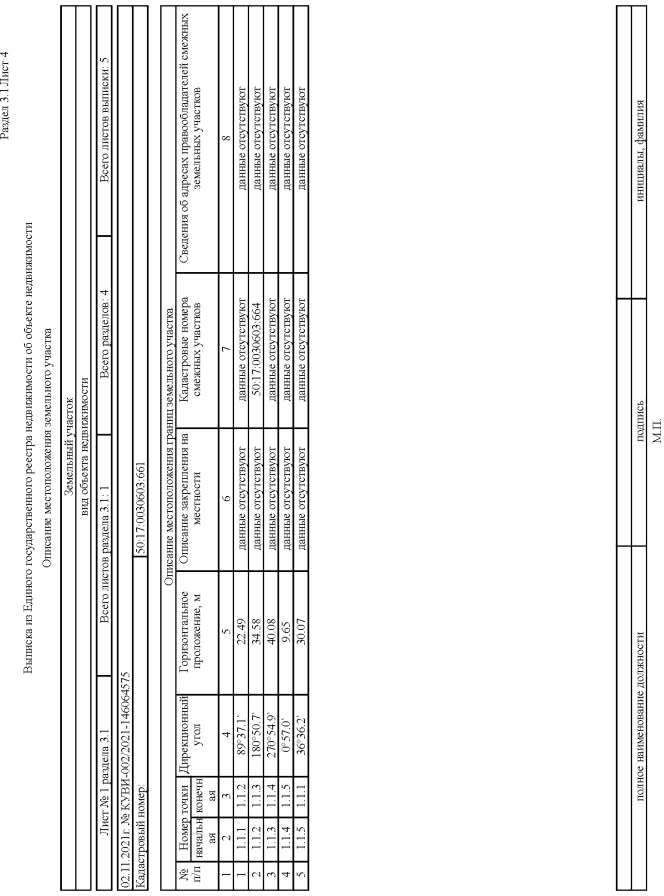 Раздел 3.1 Лист 4
Выписка из Единого государственного реестра недвижимости об объекте недвижимости
Описание местоположения земельного участка
Земельный участок
вид объекта недвижимости
Лист № 1 раздела 3.1 Всего листов раздела 3.1: 1 Всего разделов: 4 Всего листов выписки: 5
02.11.2021г. № КУВИ-002/2021-146064575
Кадастровый номер: 50:17:0030603:661
Описание местоположения границ земельного участка
№ п/п
Номер точки
начальн ая
конечн ая
Дирекционный угол
Горизонтальное проложение, м
Описание закрепления на местности
Кадастровые номера смежных участков
Сведения об адресах правообладателей смежных земельных участков
1 2 3 4 5 6 7 8
1 1.1.1 1.1.2 89°37.1` 22.49 данные отсутствуют данные отсутствуют данные отсутствуют
2 1.1.2 1.1.3 180°50.7` 34.58 данные отсутствуют 50:17:0030603:664 данные отсутствуют
3 1.1.3 1.1.4 270°54.9` 40.08 данные отсутствуют данные отсутствуют данные отсутствуют
4 1.1.4 1.1.5 0°57.0` 9.65 данные отсутствуют данные отсутствуют данные отсутствуют
5 1.1.5 1.1.1 36°36.2` 30.07 данные отсутствуют данные отсутствуют данные отсутствуют
полное наименование должности подпись инициалы, фамилия
М.П.